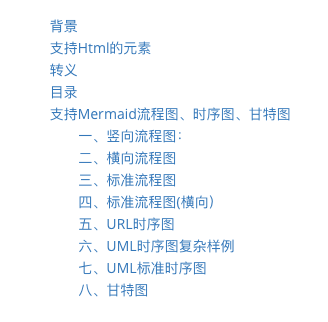 背景
支持Html的元素
转义
目录
支持Mermaid流程图、时序图、甘特图
一、竖向流程图：
二、横向流程图
三、标准流程图
四、标准流程图(横向）
五、URL时序图
六、UML时序图复杂样例
七、UML标准时序图
八、甘特图